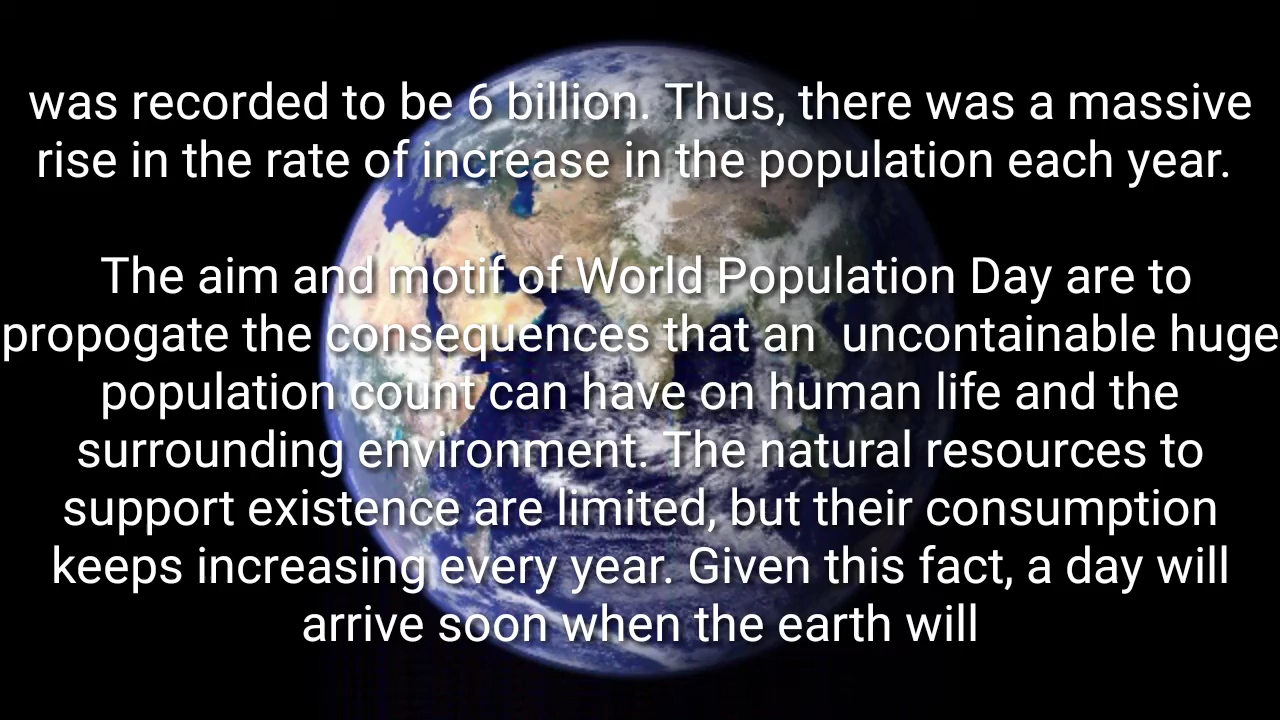 was recorded to be 6 billion. Thus, there was a massive
rise in the rate of increase in the population each year.
The aim and motif of World Population Day are to
propogate the consequences that an  uncontainable huge
population count can have on human life and the
surrounding environment. The natural resources to
support existence are limited, but their consumption
keeps increasing every year. Given this fact, a day will
arrive soon when the earth will